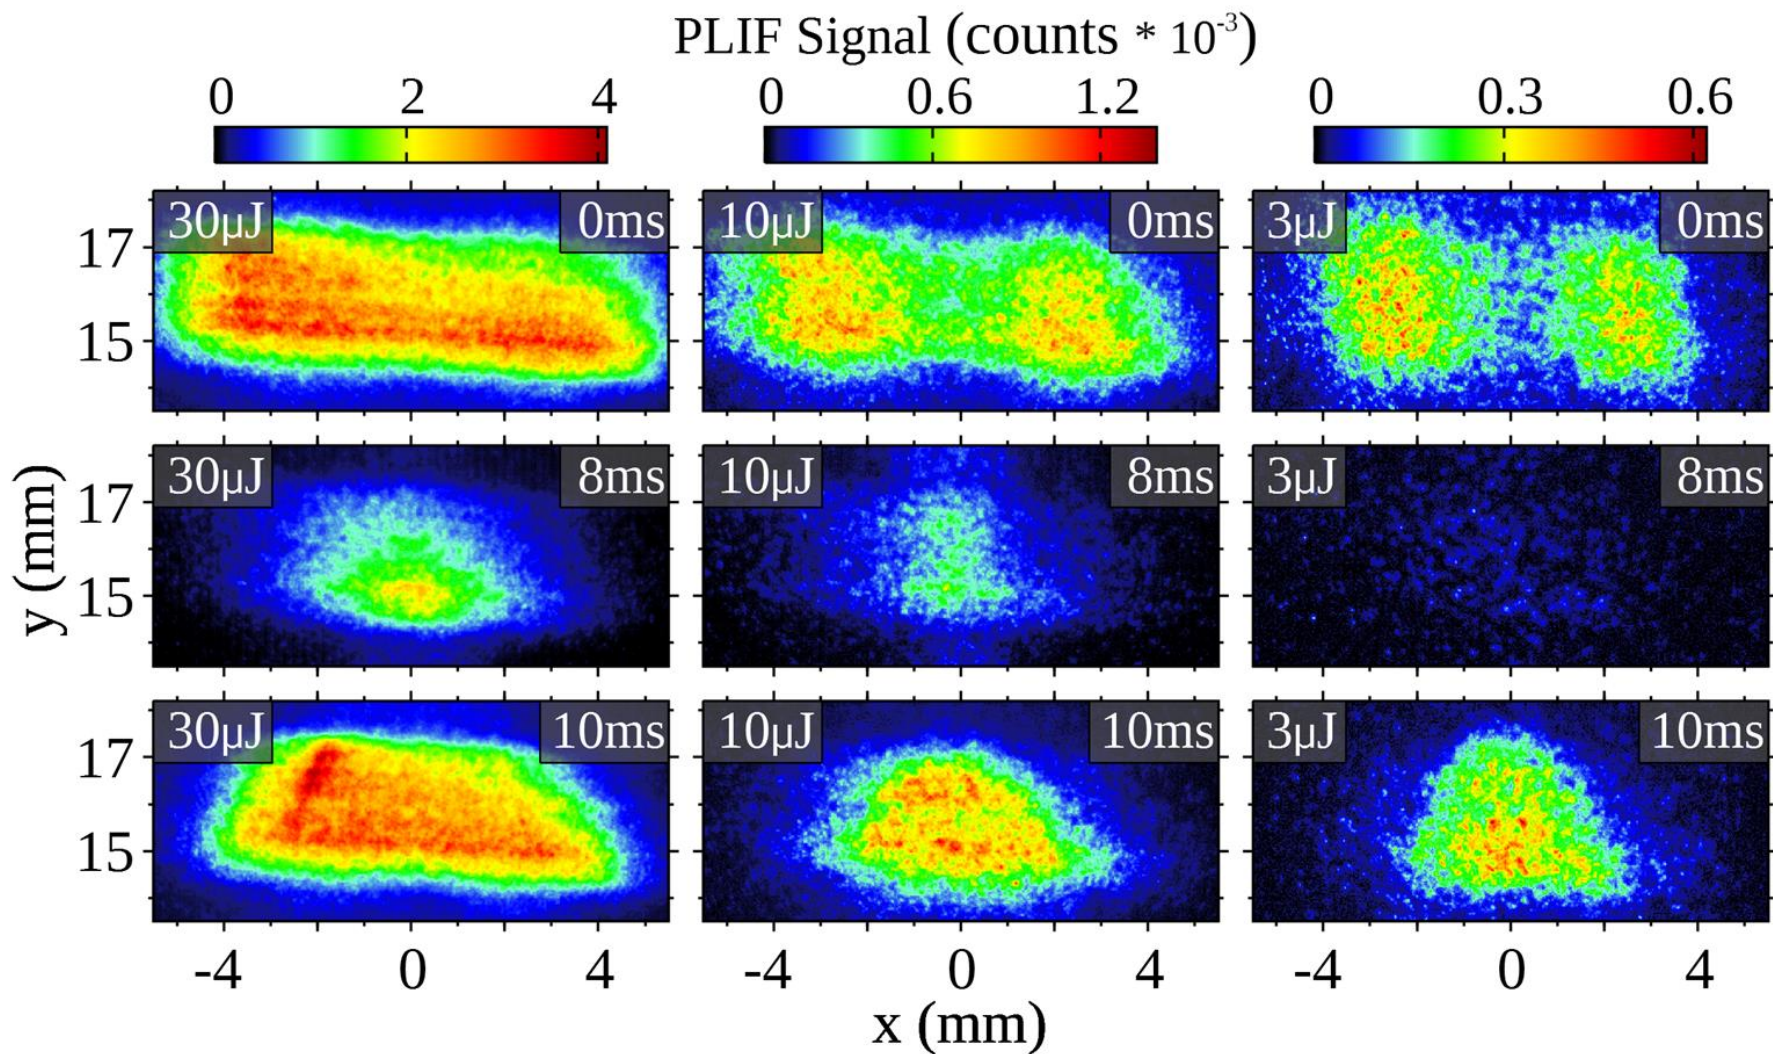 PLIF Signal (counts * 10⁻³)
0 2 4 0 0.6 1.2 0 0.3 0.6
30μJ 0ms 10μJ 0ms 3μJ 0ms
17
15
30μJ 8ms 10μJ 8ms 3μJ 8ms
17
15
y (mm)
30μJ 10ms 10μJ 10ms 3μJ 10ms
17
15
-4 0 4 -4 0 4 -4 0 4
x (mm)